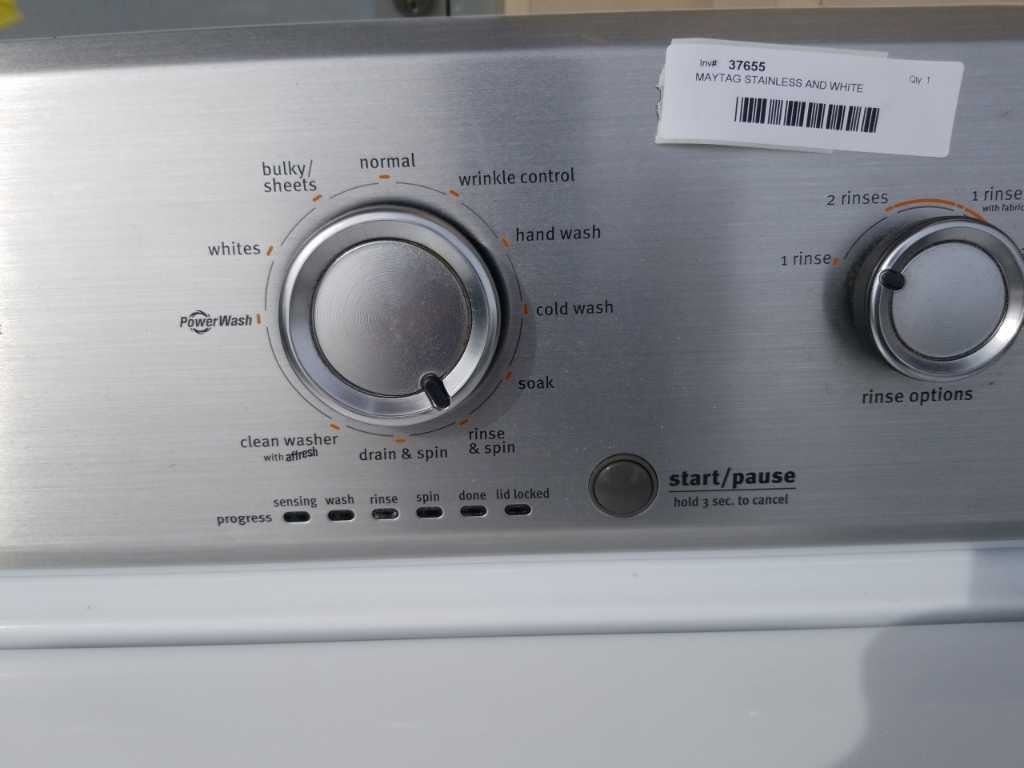 Inv# 37655
Qty 1
MAYTAG STAINLESS AND WHITE
bulky/
sheets
normal
wrinkle control
whites
hand wash
PowerWash
cold wash
soak
clean washer
with affresh
drain & spin
rinse
& spin
2 rinses
1 rinse
with fabric
1 rinse
rinse options
start/pause
hold 3 sec. to cancel
progress
sensing
wash
rinse
spin
done
lid locked